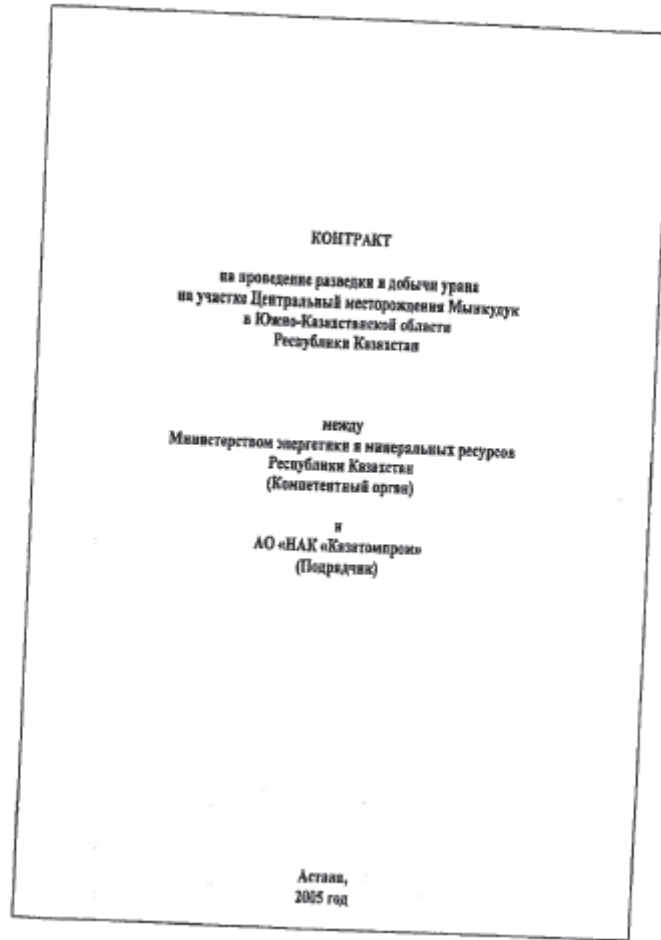 КОНТРАКТ
на проведение разведки и добычи урана
на участке Центральный месторождения Мынкудук
в Южно-Казахстанской области
Республики Казахстан
между
Министерством энергетики и минеральных ресурсов
Республики Казахстан
(Компетентный орган)
и
АО «НАК «Казатомпром»
(Подрядчик)
Астана,
2005 год